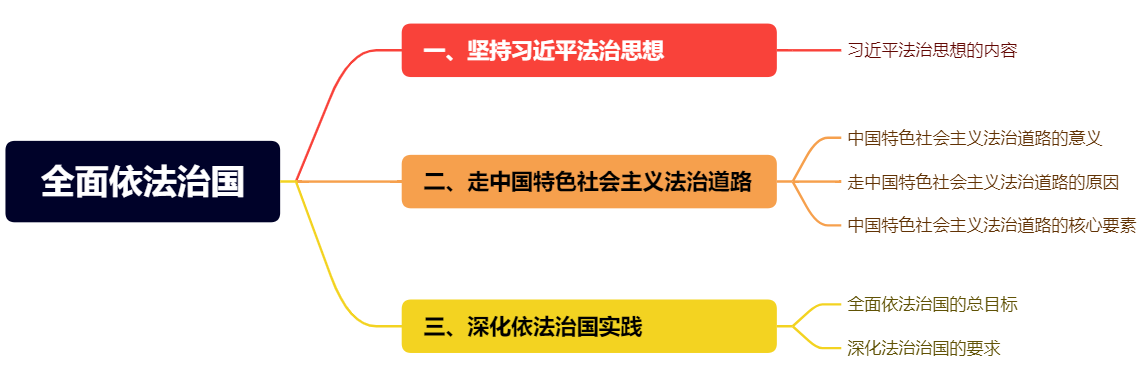 全面依法治国
一、坚持习近平法治思想
习近平法治思想的内容
二、走中国特色社会主义法治道路
中国特色社会主义法治道路的意义
走中国特色社会主义法治道路的原因
中国特色社会主义法治道路的核心要素
三、深化依法治国实践
全面依法治国的总目标
深化法治治国的要求